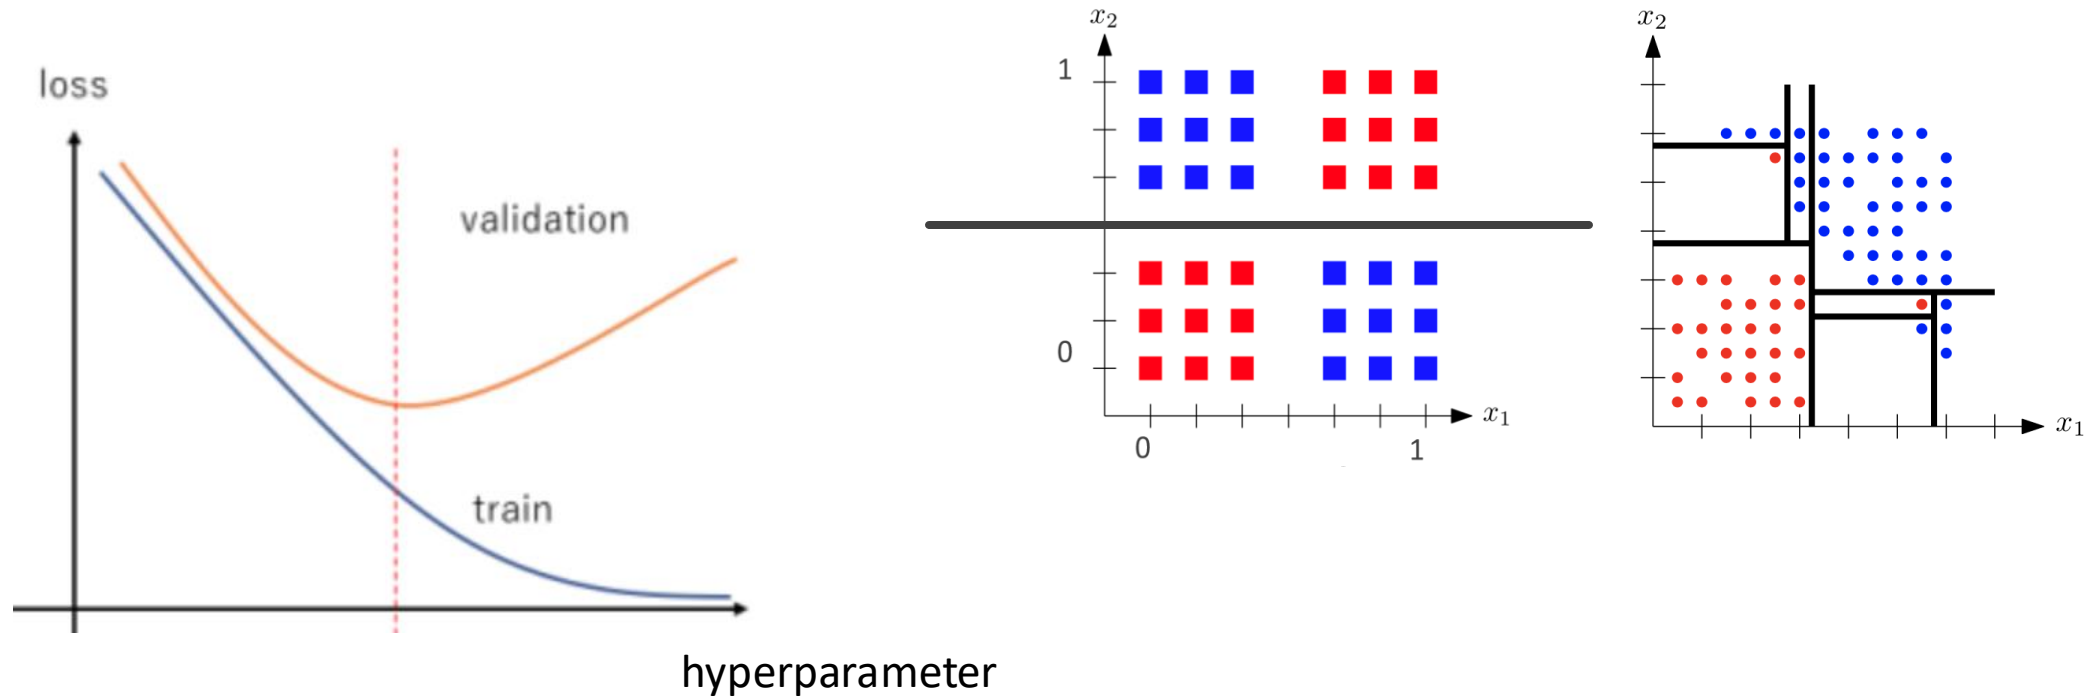 loss
validation
train
hyperparameter
x₂
1
0
0
1
x₁
x₂
x₁